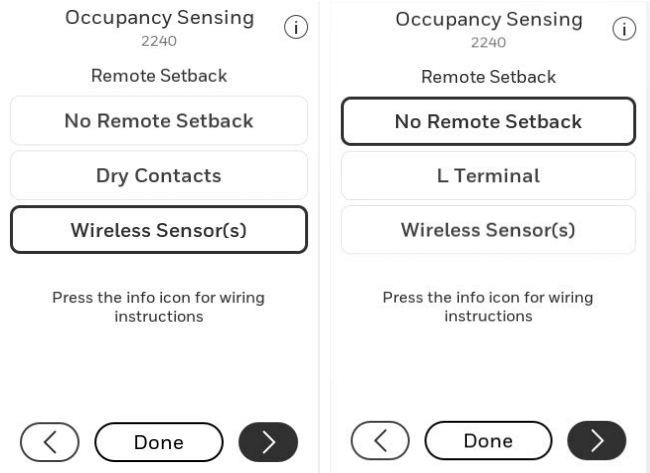 Occupancy Sensing
2240
Remote Setback
No Remote Setback
Dry Contacts
Wireless Sensor(s)
Press the info icon for wiring
instructions
Done
Occupancy Sensing
2240
Remote Setback
No Remote Setback
L Terminal
Wireless Sensor(s)
Press the info icon for wiring
instructions
Done